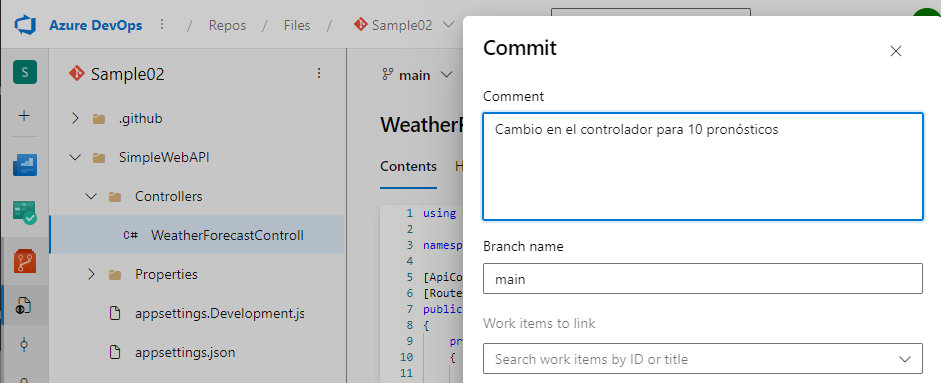 Azure DevOps / Repos / Files / Sample02 /
S
Sample02
.github
SimpleWebAPI
Controllers
C# WeatherForecastControll
Properties
appsettings.Development.js
appsettings.json
main
Contents
1 using
2
3 namesp
4
5 [ApiCo
6 [Route
7 public
8 {
9 pr
10 {
11
Commit
Comment
Cambio en el controlador para 10 pronósticos
Branch name
main
Work items to link
Search work items by ID or title